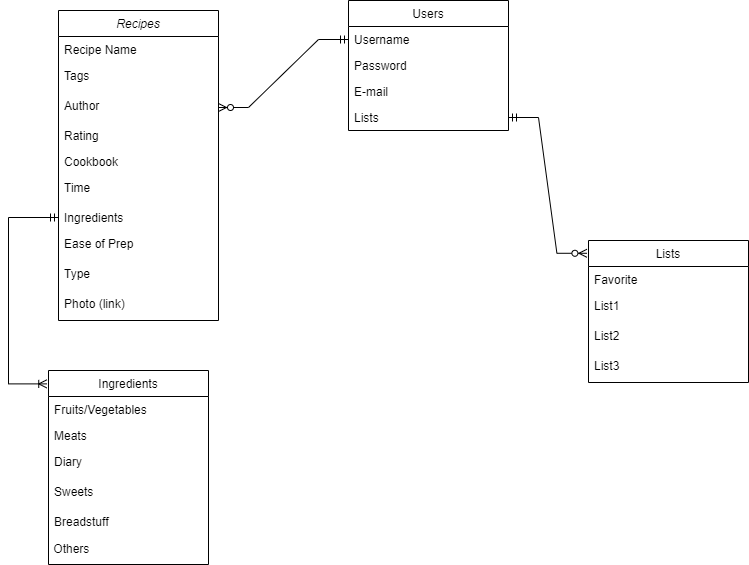 Recipes
Recipe Name
Tags
Author
Rating
Cookbook
Time
Ingredients
Ease of Prep
Type
Photo (link)
Users
Username
Password
E-mail
Lists
Lists
Favorite
List1
List2
List3
Ingredients
Fruits/Vegetables
Meats
Diary
Sweets
Breadstuff
Others